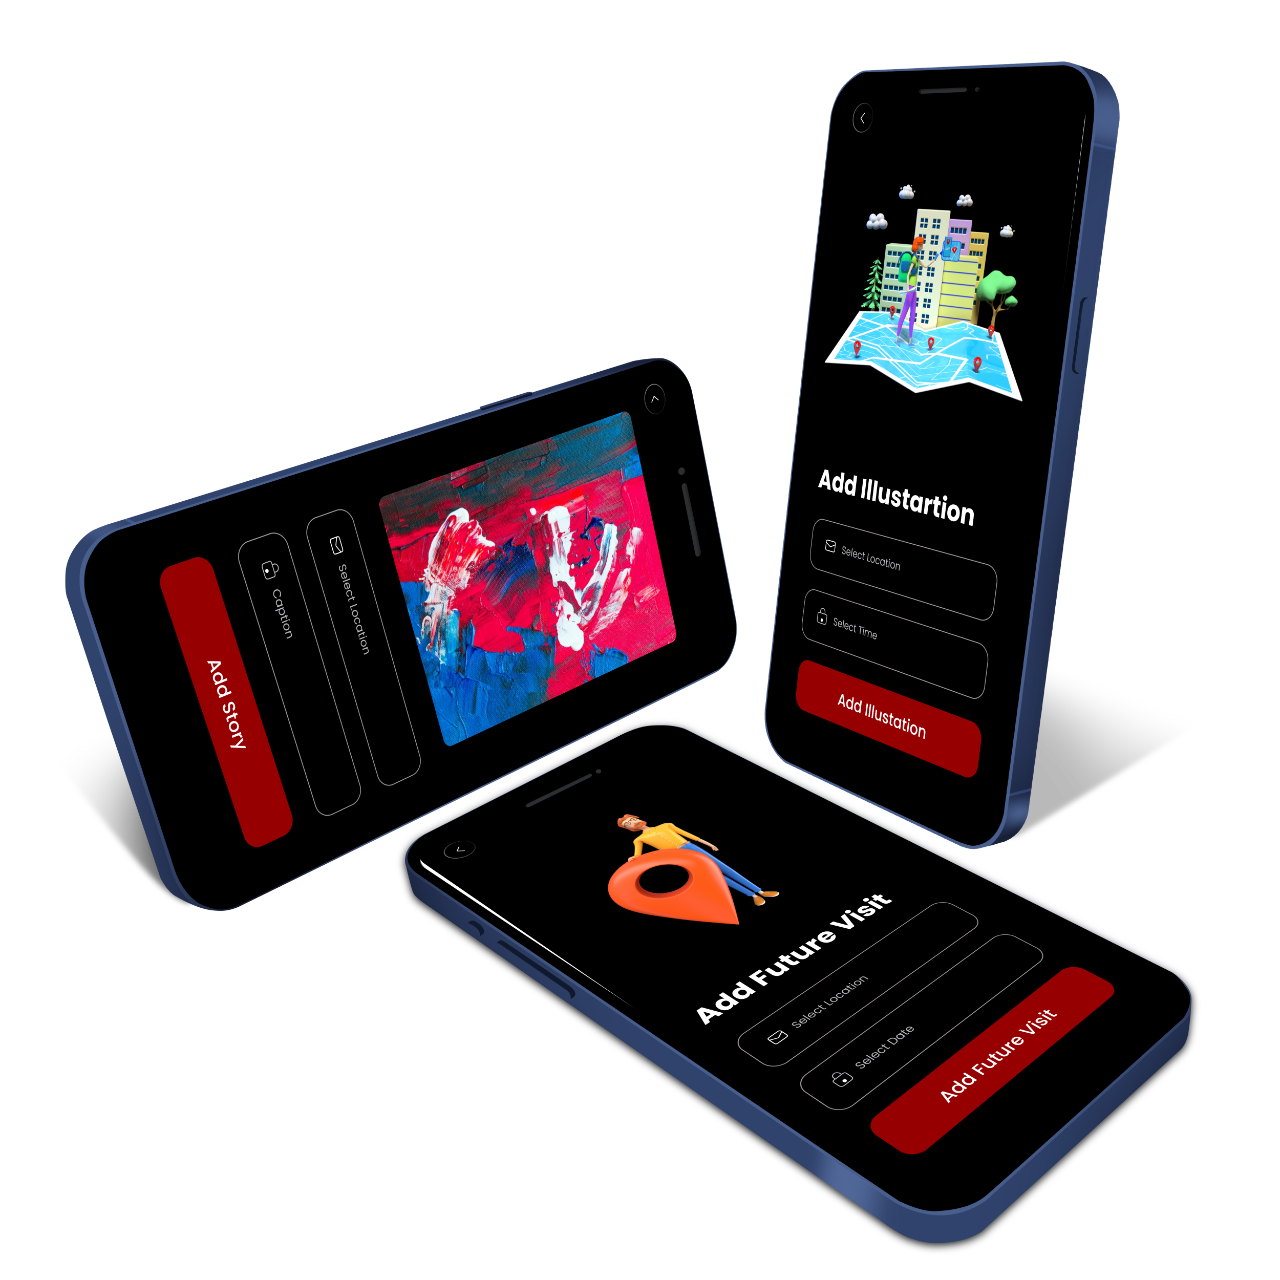 Add Illustartion
Select Location
Select Time
Add Illustation
Select Location
Caption
Add Story
Add Future Visit
Select Location
Select Date
Add Future Visit